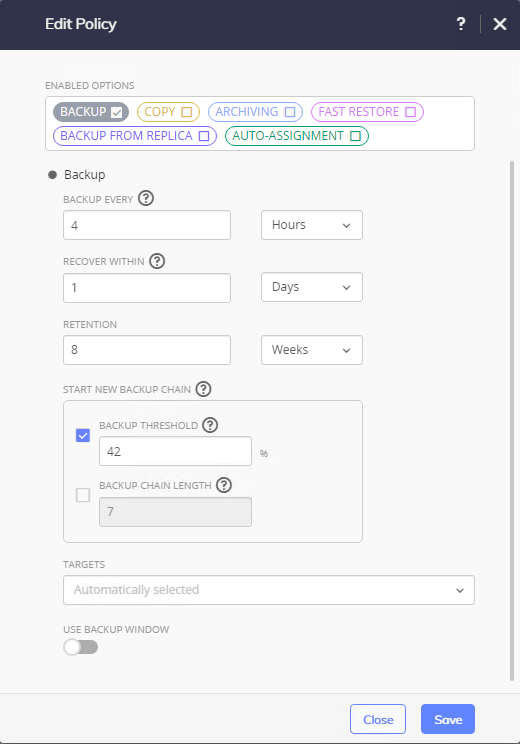 Edit Policy ?
ENABLED OPTIONS
BACKUP COPY ARCHIVING FAST RESTORE
BACKUP FROM REPLICA AUTO-ASSIGNMENT
Backup
BACKUP EVERY ?
4 Hours
RECOVER WITHIN ?
1 Days
RETENTION
8 Weeks
START NEW BACKUP CHAIN ?
BACKUP THRESHOLD ?
42 %
BACKUP CHAIN LENGTH ?
7
TARGETS
Automatically selected
USE BACKUP WINDOW
Close Save